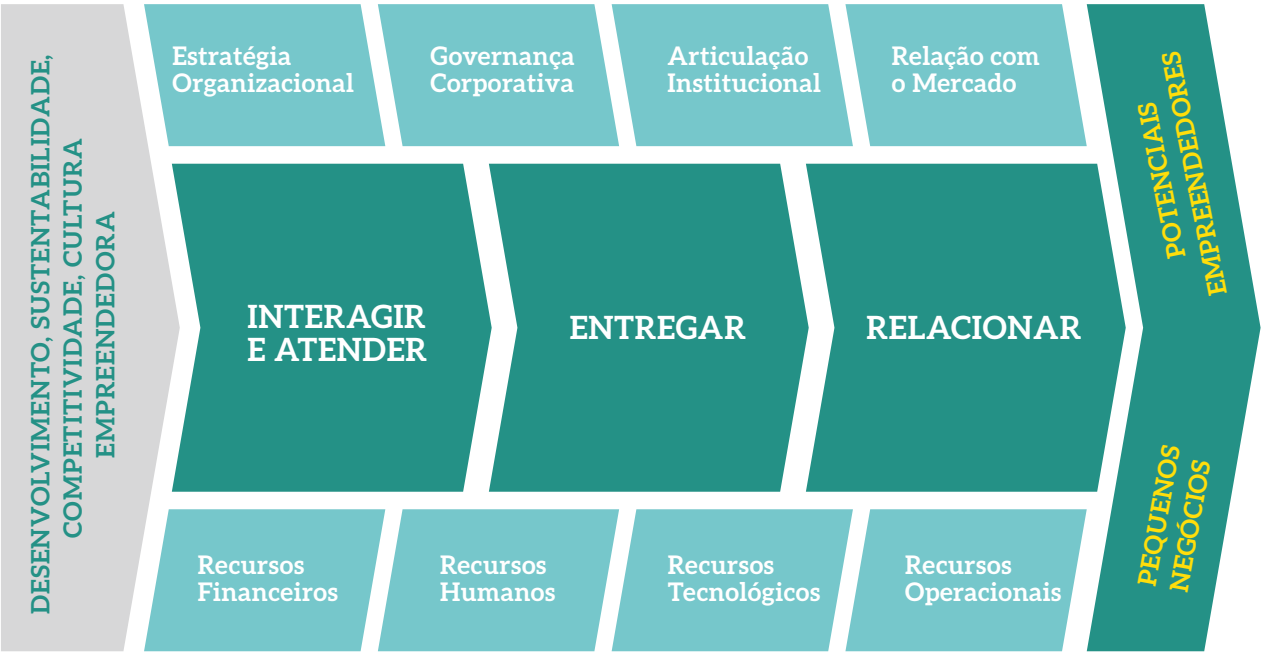 DESENVOLVIMENTO, SUSTENTABILIDADE,
COMPETITIVIDADE, CULTURA
EMPREENDEDORA
Estratégia
Organizacional
Governança
Corporativa
Articulação
Institucional
Relação com
o Mercado
INTERAGIR
E ATENDER
ENTREGAR
RELACIONAR
Recursos
Financeiros
Recursos
Humanos
Recursos
Tecnológicos
Recursos
Operacionais
POTENCIAIS
EMPREENDEDORES
PEQUENOS
NEGÓCIOS